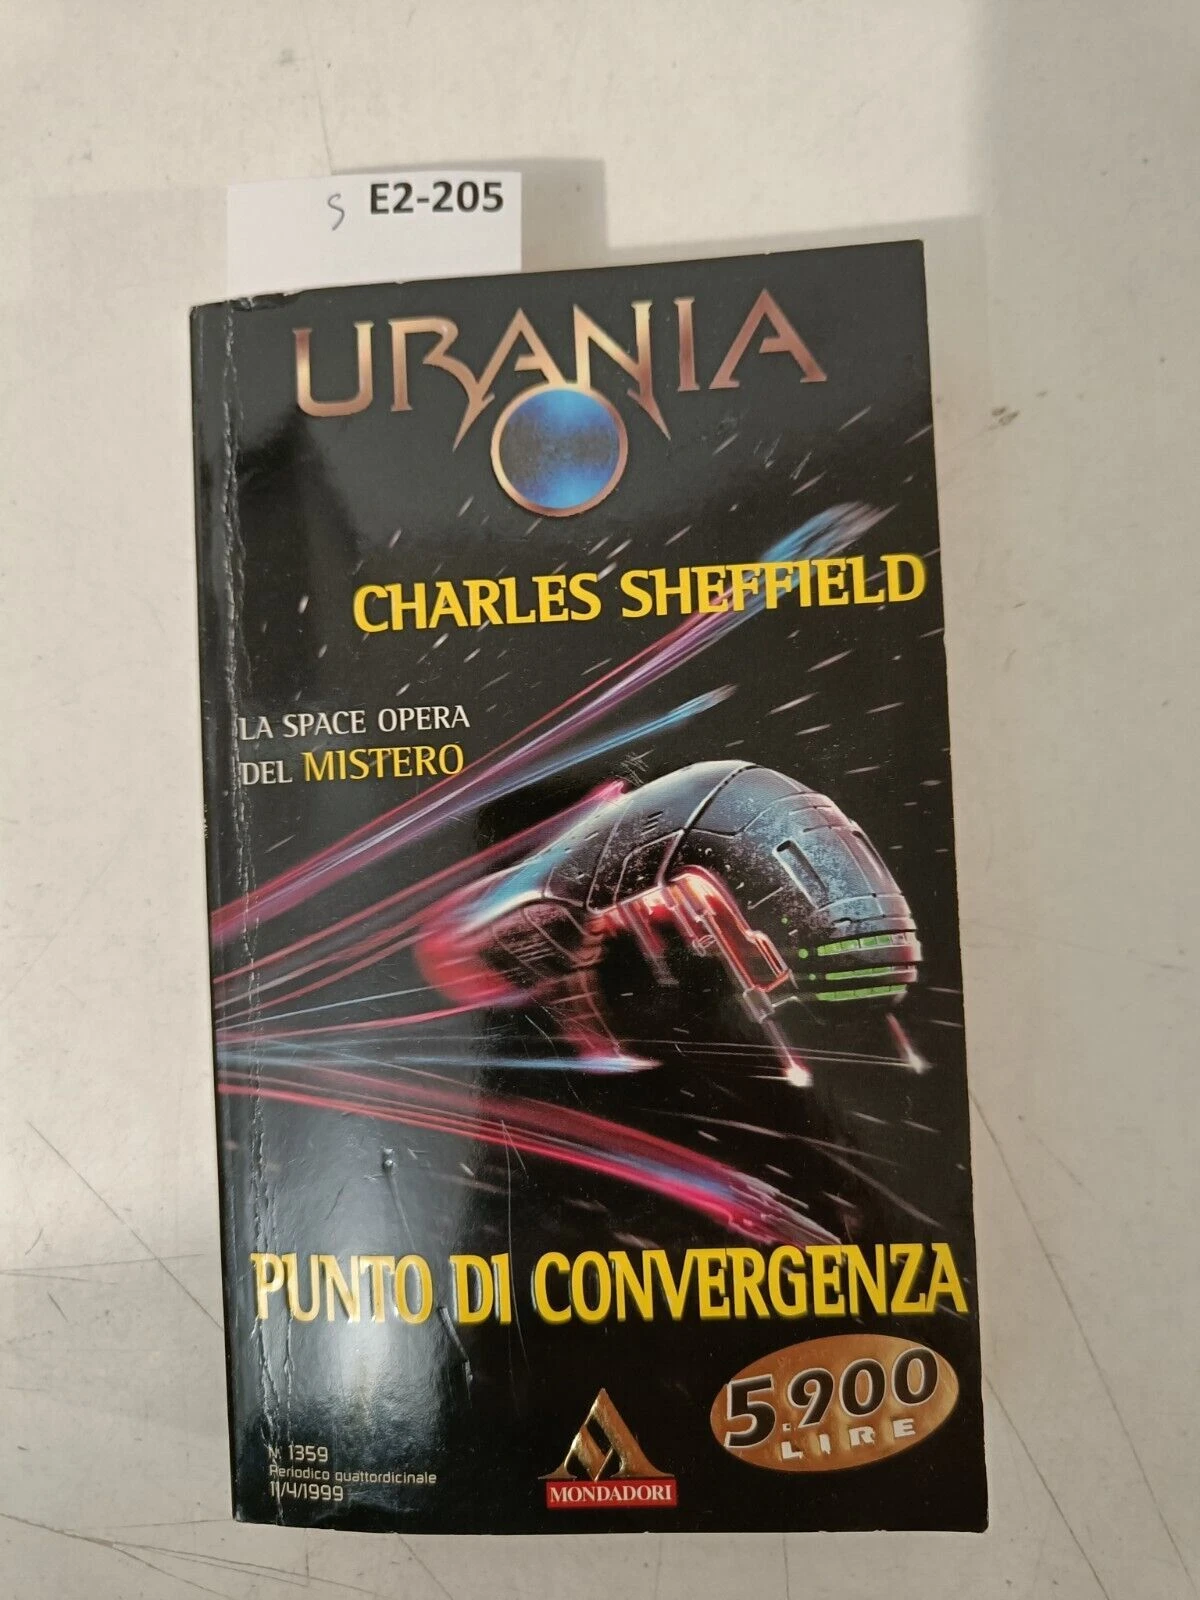 S E2-205
URANIA
CHARLES SHEFFIELD
LA SPACE OPERA
DEL MISTERO
PUNTO DI CONVERGENZA
5.900
LIRE
N. 1359
Periodico quattordicinale
11/4/1999
MONDADORI